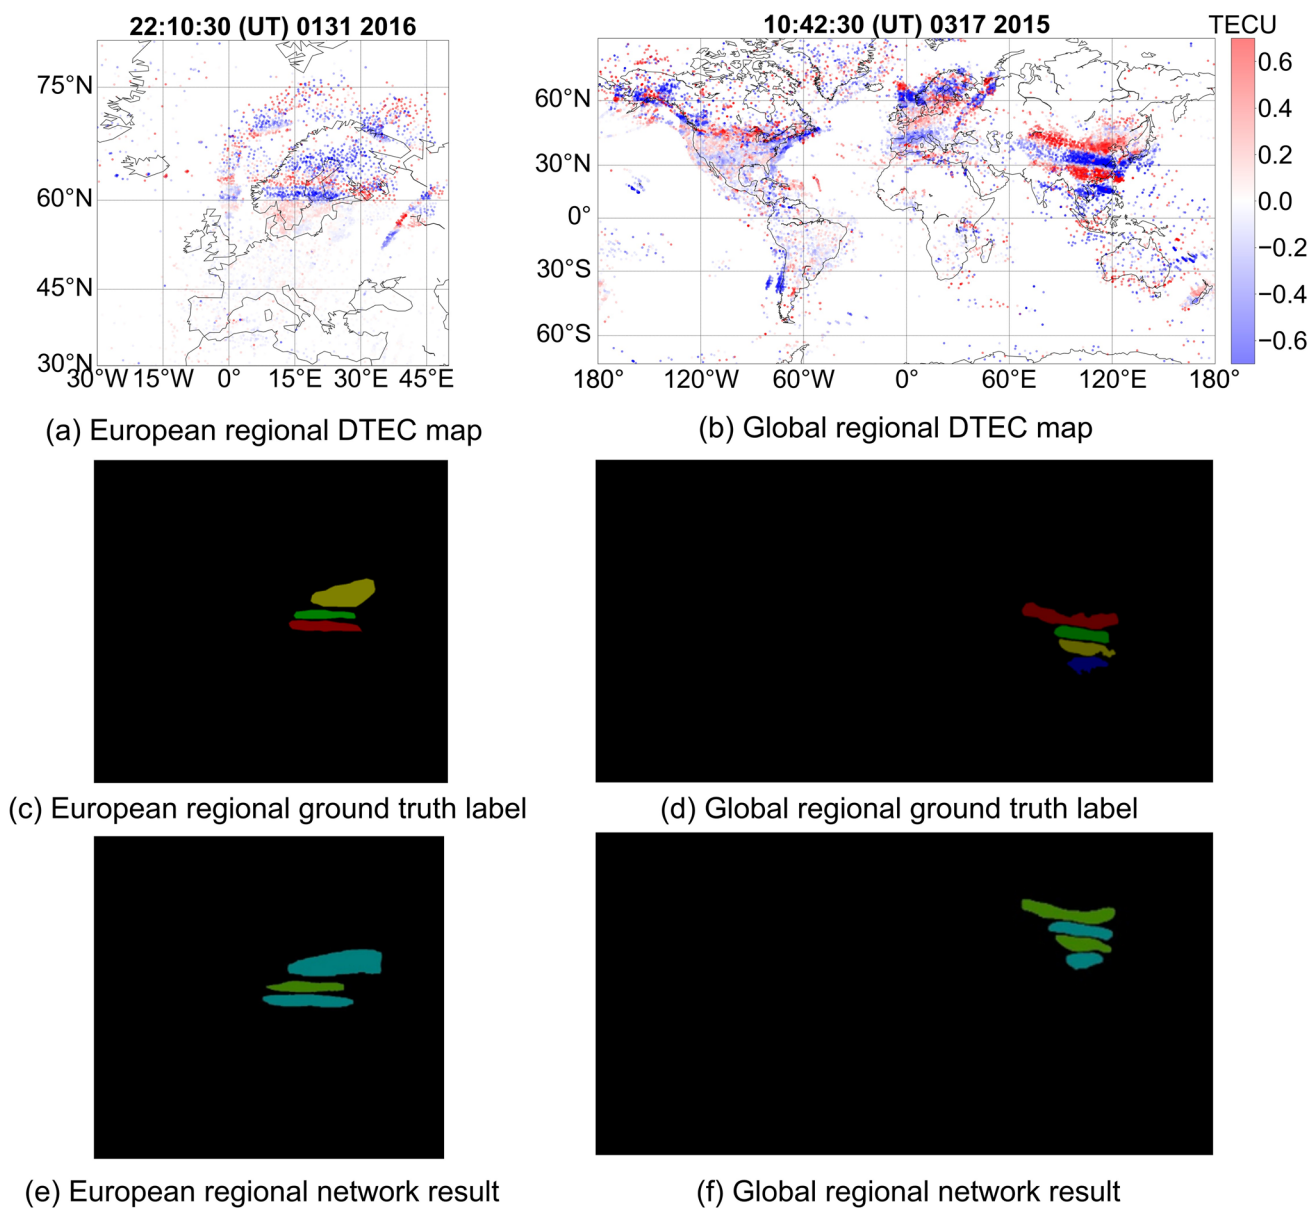 22:10:30 (UT) 0131 2016
10:42:30 (UT) 0317 2015
TECU
75°N
60°N
45°N
30°N
30°W 15°W 0° 15°E 30°E 45°E
60°N
30°N
0°
30°S
60°S
180° 120°W 60°W 0° 60°E 120°E 180°
0.6
0.4
0.2
0.0
−0.2
−0.4
−0.6
(a) European regional DTEC map
(b) Global regional DTEC map
(c) European regional ground truth label
(d) Global regional ground truth label
(e) European regional network result
(f) Global regional network result